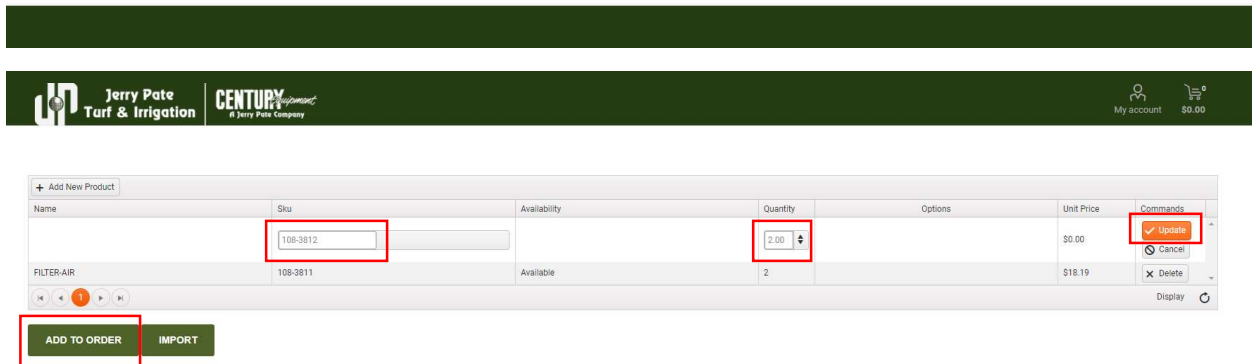 Jerry Pate
Turf & Irrigation
CENTURY Equipment
A Jerry Pate Company
My account
0
$0.00
+ Add New Product
Name Sku Availability Quantity Options Unit Price Commands
108-3812 2.00 $0.00 Update
Cancel
FILTER-AIR 108-3811 Available 2 $18.19 Delete
1 Display
ADD TO ORDER IMPORT